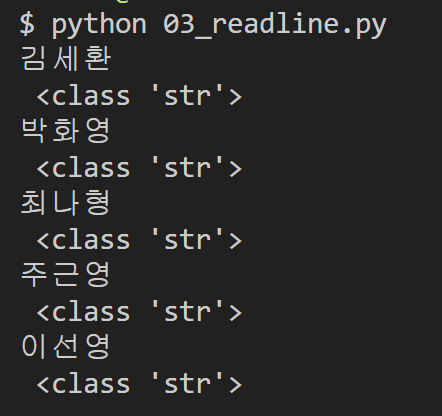 $ python 03_readline.py
김세환
 <class 'str'>
박화영
 <class 'str'>
최나형
 <class 'str'>
주근영
 <class 'str'>
이선영
 <class 'str'>